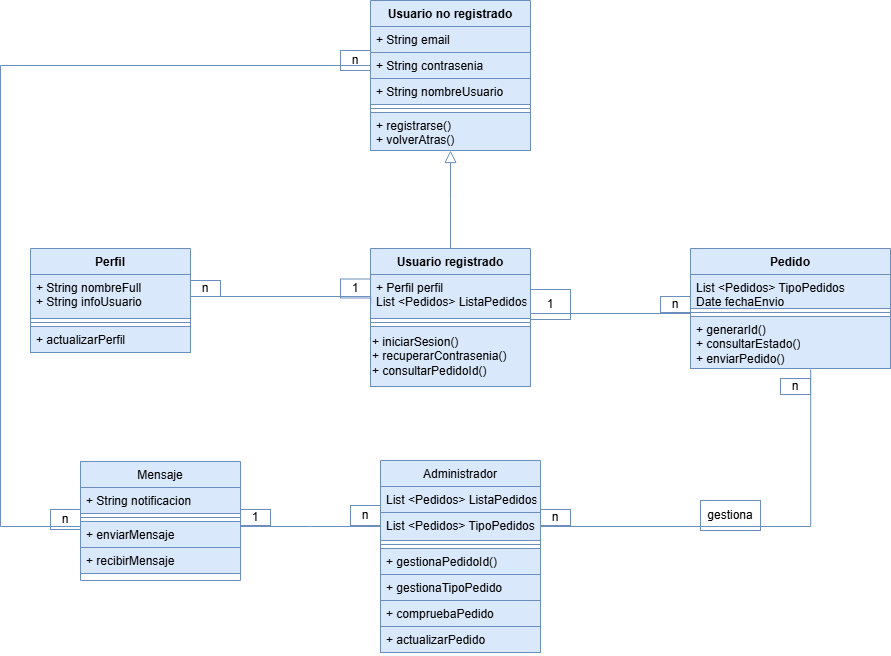 Usuario no registrado
+ String email
n
+ String contrasenia
+ String nombreUsuario
+ registrarse()
+ volverAtras()
Perfil
+ String nombreFull
+ String infoUsuario
+ actualizarPerfil
n
1
Usuario registrado
+ Perfil perfil
List <Pedidos> ListaPedidos
+ iniciarSesion()
+ recuperarContrasenia()
+ consultarPedidoId()
1
n
Pedido
List <Pedidos> TipoPedidos
Date fechaEnvio
+ generarId()
+ consultarEstado()
+ enviarPedido()
n
Mensaje
+ String notificacion
n
+ enviarMensaje
+ recibirMensaje
1
n
Administrador
List <Pedidos> ListaPedidos
List <Pedidos> TipoPedidos
+ gestionaPedidoId()
+ gestionaTipoPedido
+ compruebaPedido
+ actualizarPedido
n
gestiona